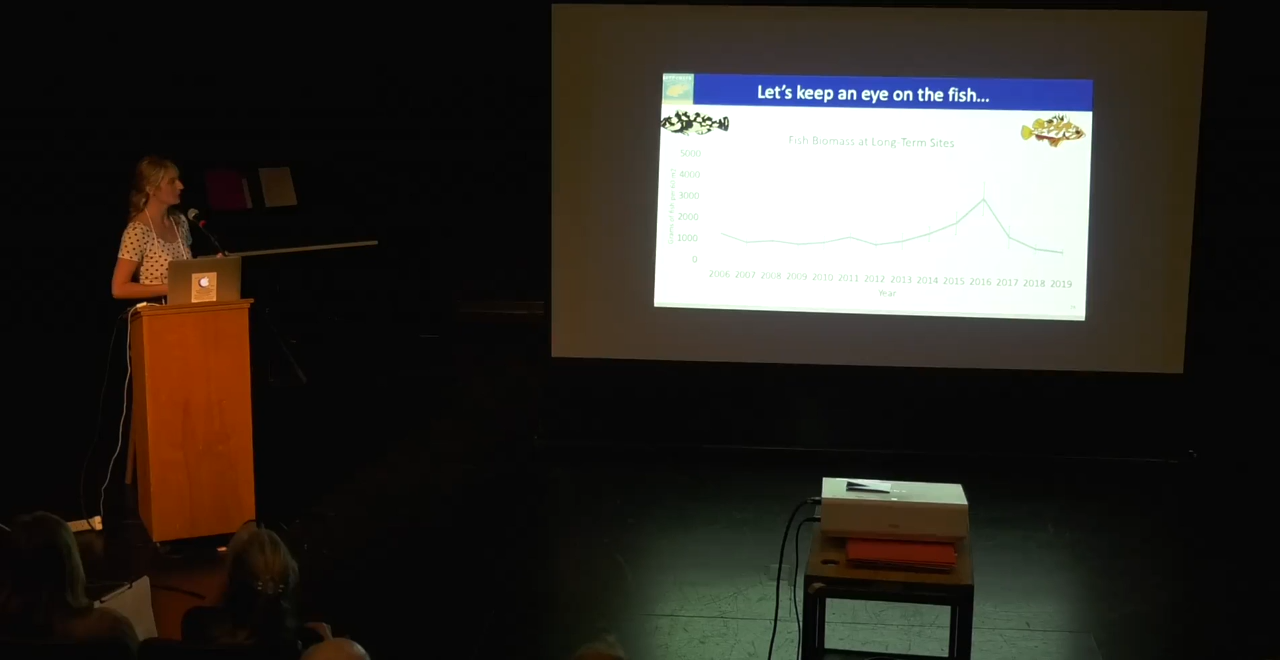 Let's keep an eye on the fish...
Fish Biomass at Long-Term Sites
5000
4000
3000
2000
1000
0
2006 2007 2008 2009 2010 2011 2012 2013 2014 2015 2016 2017 2018 2019
Year